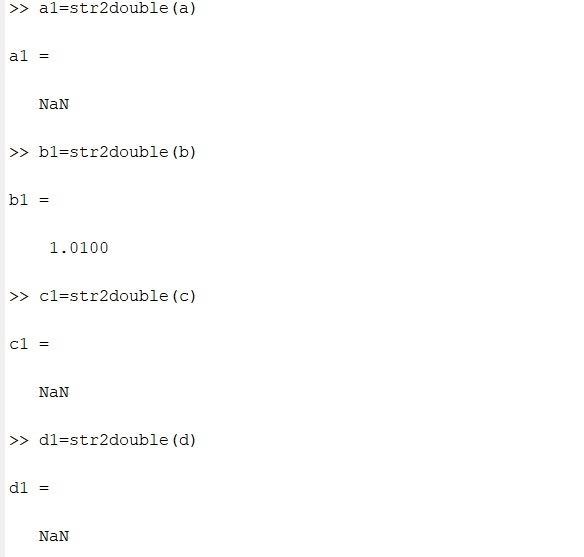 >> a1=str2double(a)
a1 =
NaN
>> b1=str2double(b)
b1 =
1.0100
>> c1=str2double(c)
c1 =
NaN
>> d1=str2double(d)
d1 =
NaN